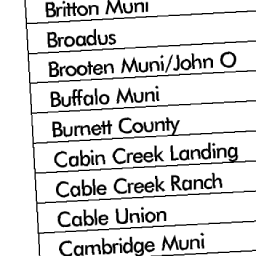 Britton Muni
Broadus
Brooten Muni/John O
Buffalo Muni
Burnett County
Cabin Creek Landing
Cable Creek Ranch
Cable Union
Cambridge Muni